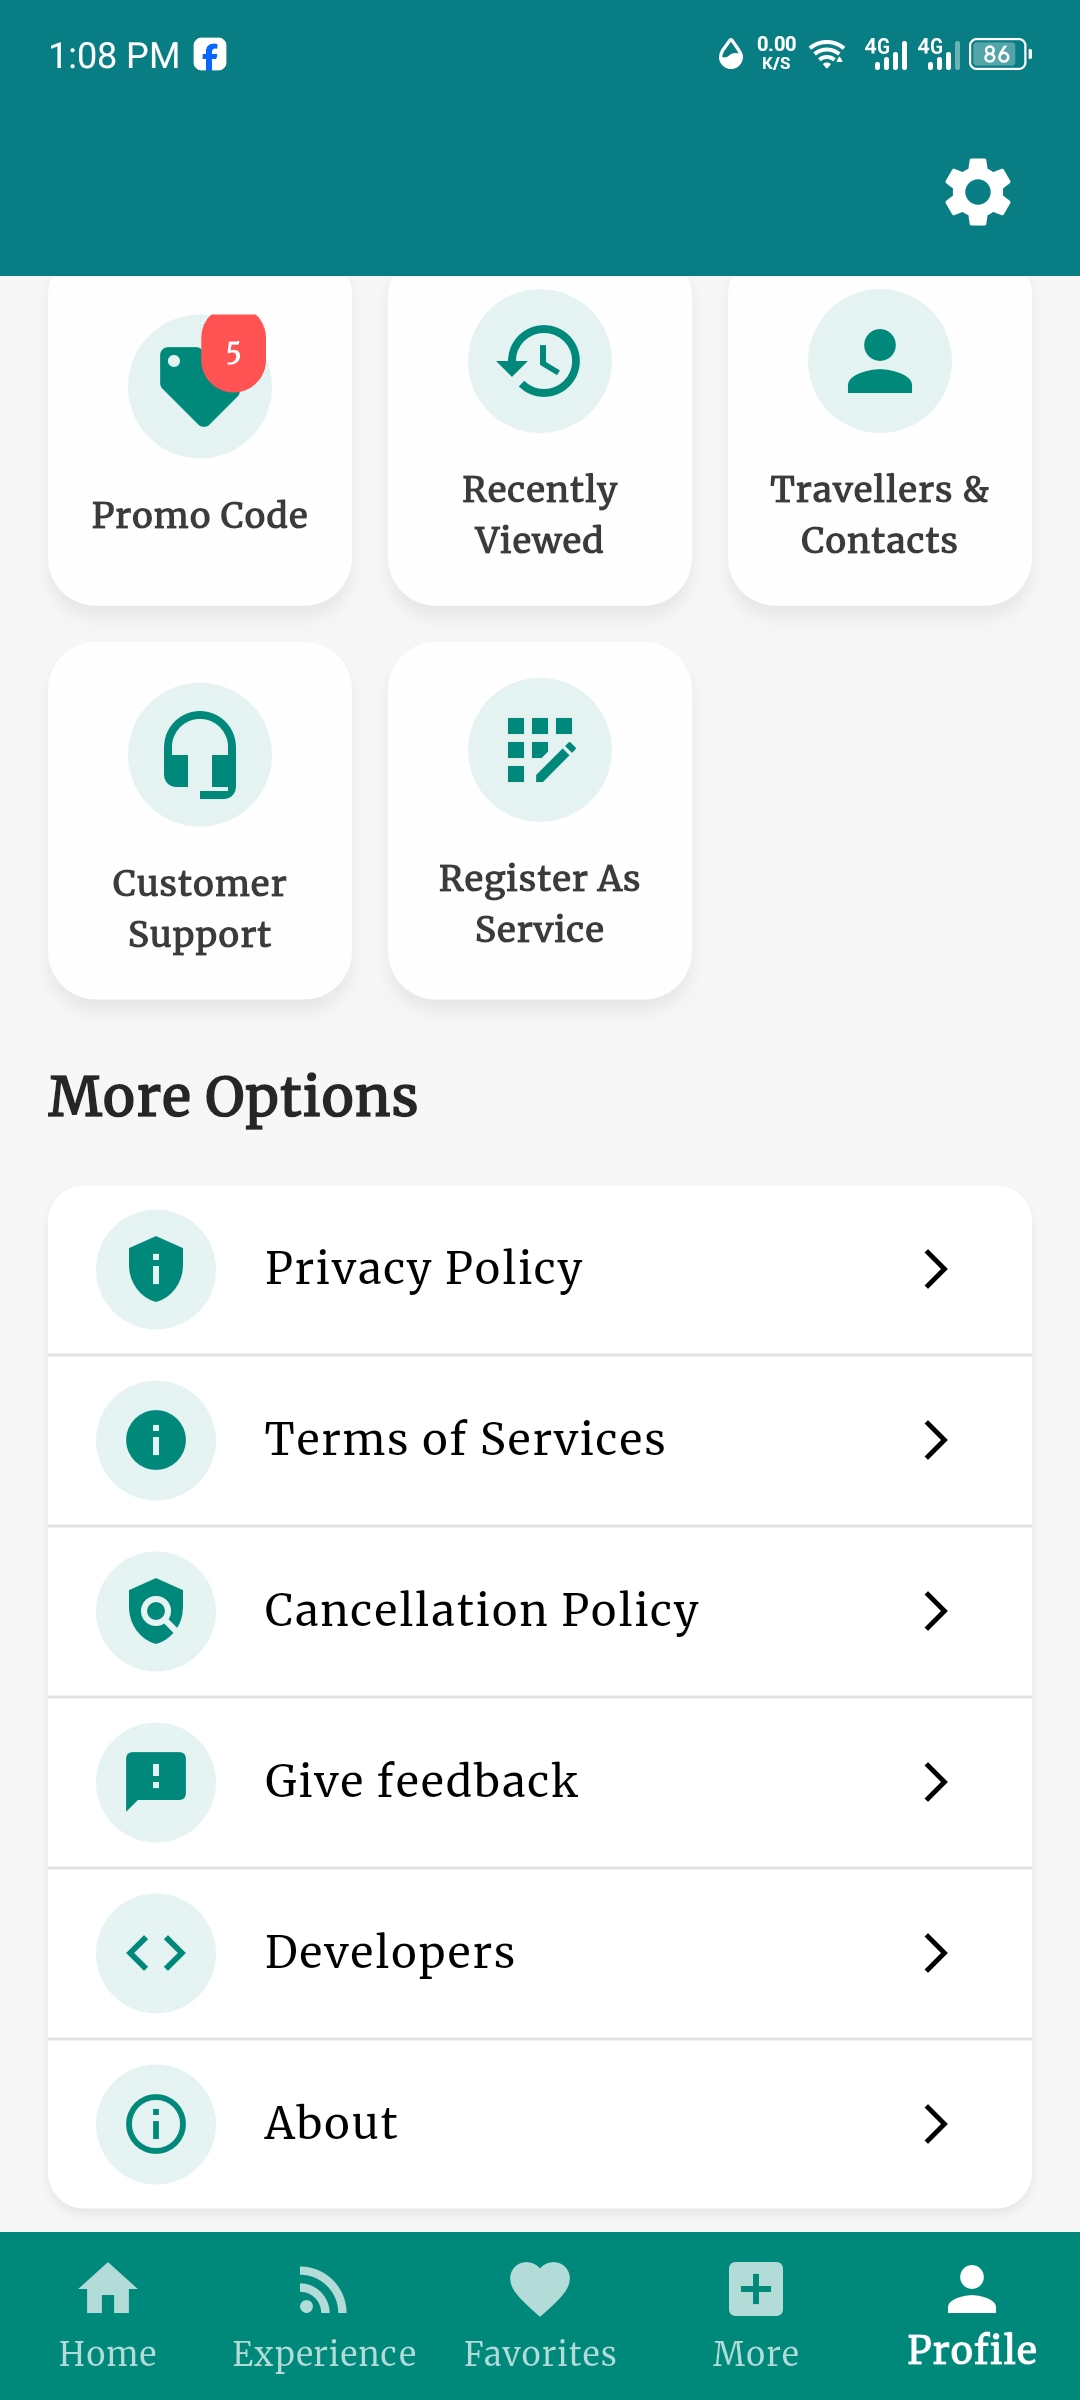 1:08 PM
0.00
K/S
4G
4G
86
5
Promo Code
Recently
Viewed
Travellers &
Contacts
Customer
Support
Register As
Service
More Options
Privacy Policy
Terms of Services
Cancellation Policy
Give feedback
Developers
About
Home
Experience
Favorites
More
Profile